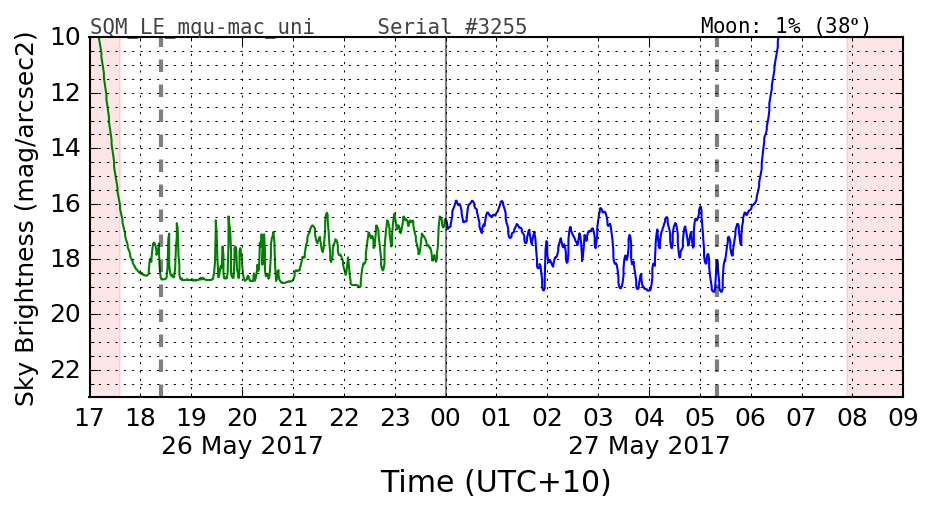 SQM_LE_mqu-mac_uni Serial #3255 Moon: 1% (38°)
Sky Brightness (mag/arcsec2)
10
12
14
16
18
20
22
17 18 19 20 21 22 23 00 01 02 03 04 05 06 07 08 09
26 May 2017 27 May 2017
Time (UTC+10)